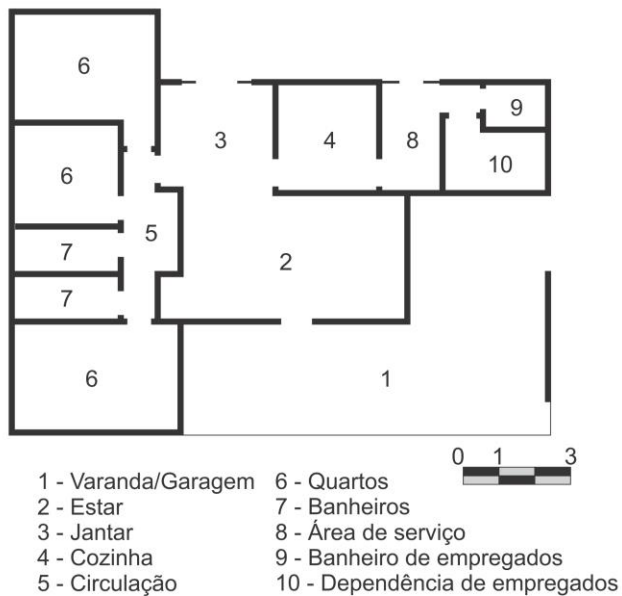 6
9
3
4
8
10
6
5
7
2
7
6
1
0 1 3
1 - Varanda/Garagem
2 - Estar
3 - Jantar
4 - Cozinha
5 - Circulação
6 - Quartos
7 - Banheiros
8 - Área de serviço
9 - Banheiro de empregados
10 - Dependência de empregados